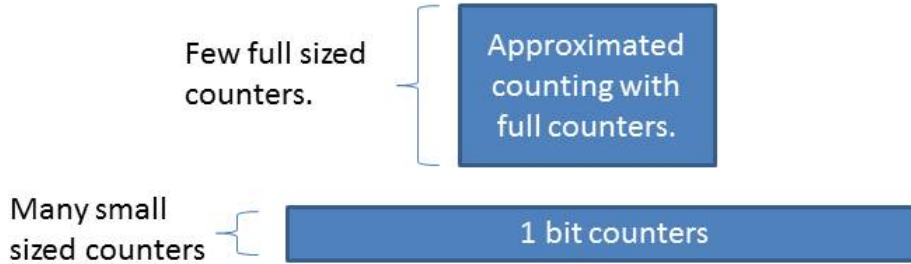 Few full sized
counters.
Approximated
counting with
full counters.
Many small
sized counters
1 bit counters